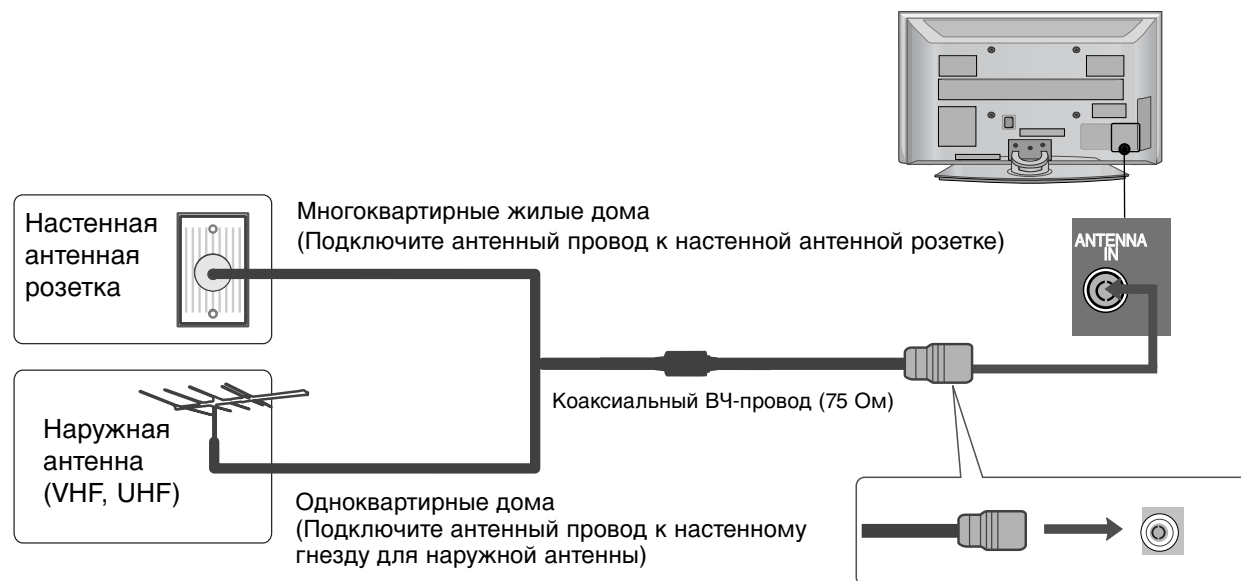 Настенная
антенная
розетка
Многоквартирные жилые дома
(Подключите антенный провод к настенной антенной розетке)
ANTENNA
IN
Коаксиальный ВЧ-провод (75 Ом)
Наружная
антенна
(VHF, UHF)
Одноквартирные дома
(Подключите антенный провод к настенному
гнезду для наружной антенны)